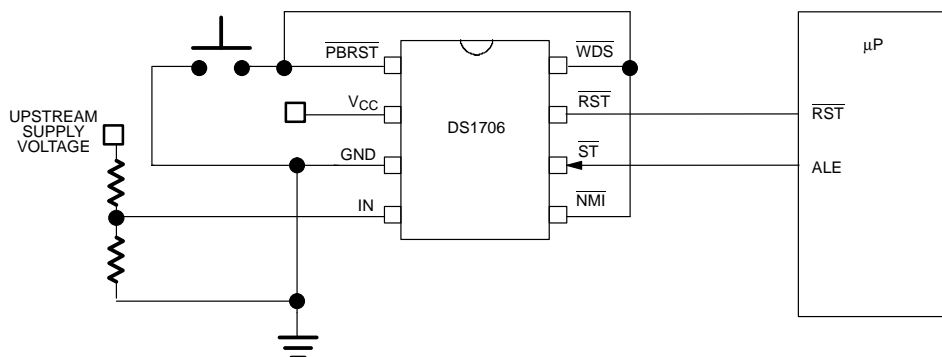 PBRST
WDS
μP
VCC
RST
RST
UPSTREAM
SUPPLY
VOLTAGE
DS1706
GND
ST
ALE
IN
NMI